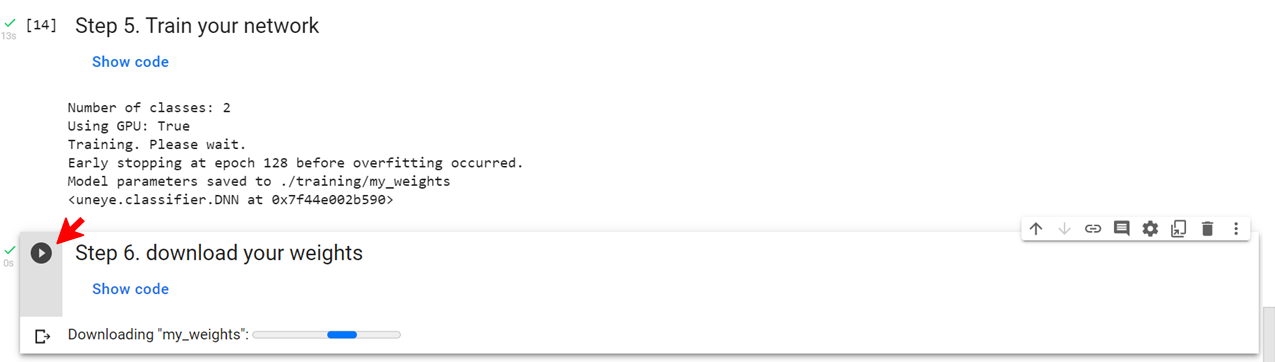 [14] Step 5. Train your network
13s
Show code
Number of classes: 2
Using GPU: True
Training. Please wait.
Early stopping at epoch 128 before overfitting occurred.
Model parameters saved to ./training/my_weights
<uneye.classifier.DNN at 0x7f44e002b590>
Step 6. download your weights
0s
Show code
Downloading "my_weights":